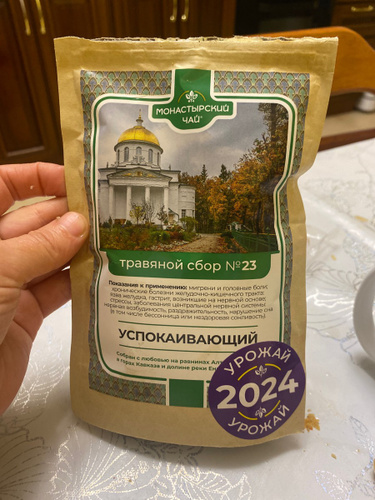 МОНАСТЫРСКИЙ
ЧАЙ
травяной сбор №23
Показания к применению: мигрени и головные боли,
хронические болезни желудочно-кишечного тракта:
язва желудка, гастрит, возникшие на нервной основе;
стрессы, заболевания центральной нервной системы:
нервная возбудимость, раздражительность, нарушение сна
(в том числе бессонница или нездоровая сонливость)
УСПОКАИВАЮЩИЙ
Собран с любовью на равнинах
в горах Кавказа и долине реки
УРОЖАЙ
2024
УРОЖАЙ